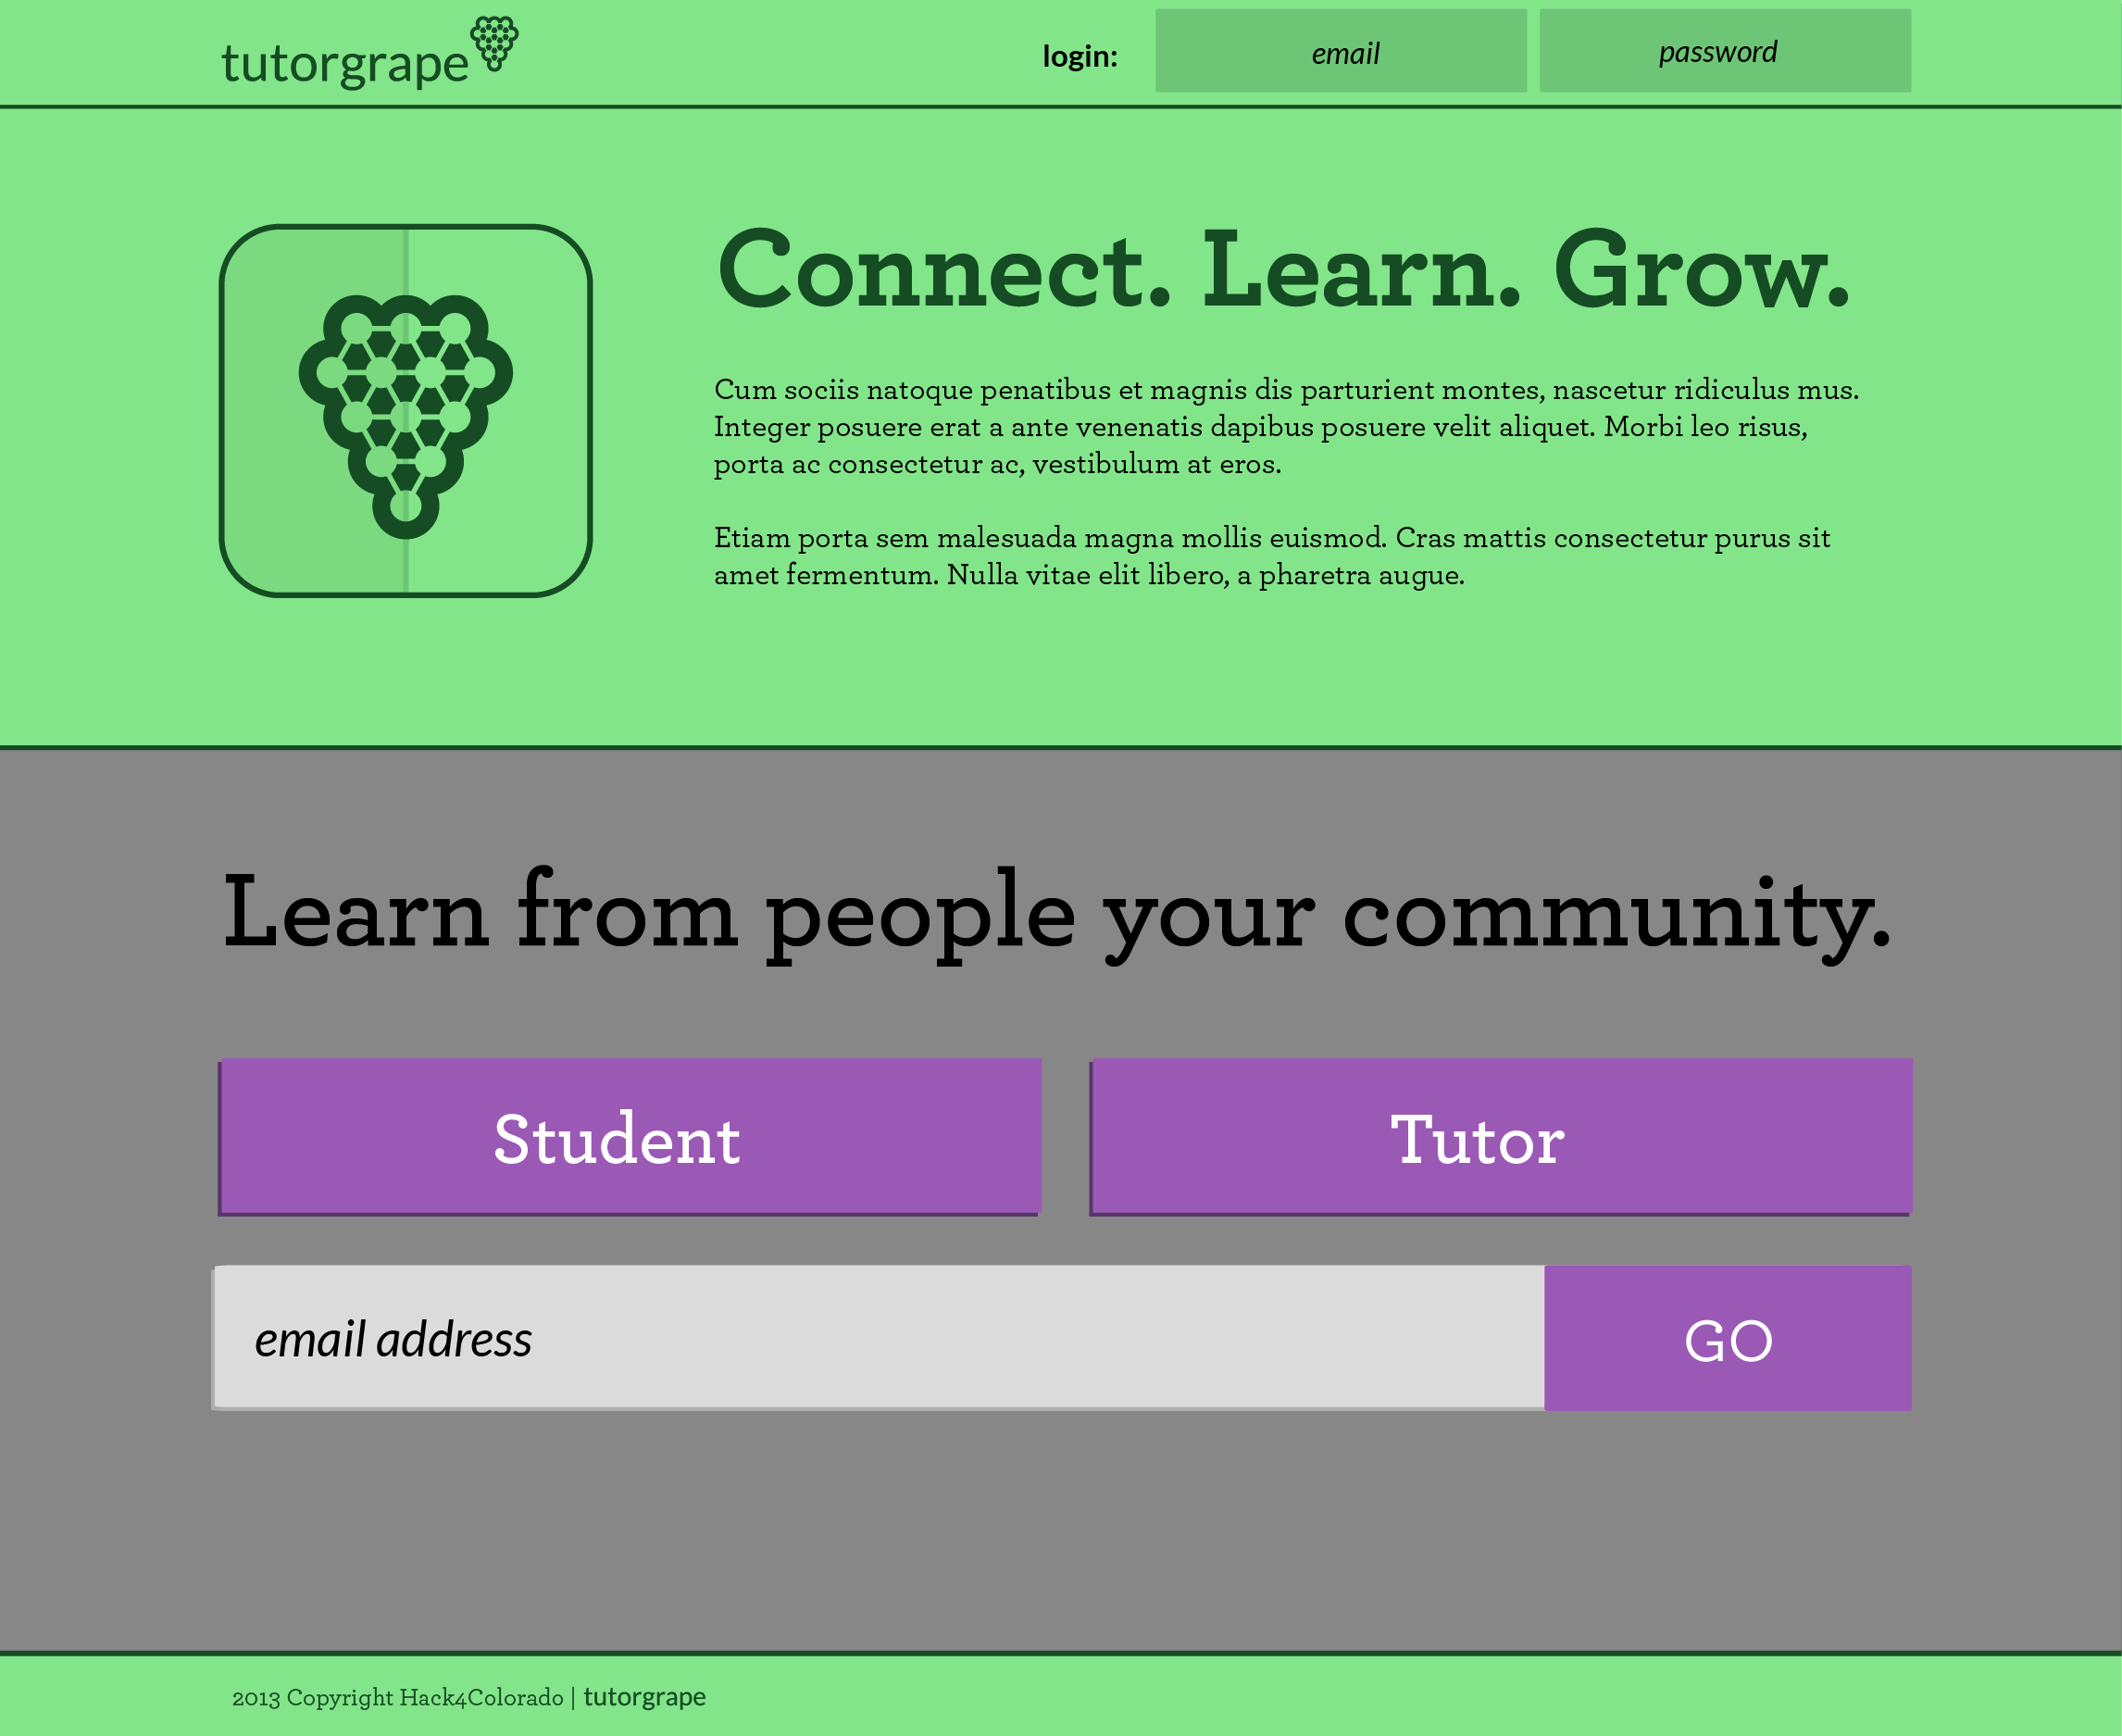 tutorgrape
login:
email
password
Connect. Learn. Grow.
Cum sociis natoque penatibus et magnis dis parturient montes, nascetur ridiculus mus.
Integer posuere erat a ante venenatis dapibus posuere velit aliquet. Morbi leo risus,
porta ac consectetur ac, vestibulum at eros.
Etiam porta sem malesuada magna mollis euismod. Cras mattis consectetur purus sit
amet fermentum. Nulla vitae elit libero, a pharetra augue.
Learn from people your community.
Student
Tutor
email address
GO
2013 Copyright Hack4Colorado | tutorgrape